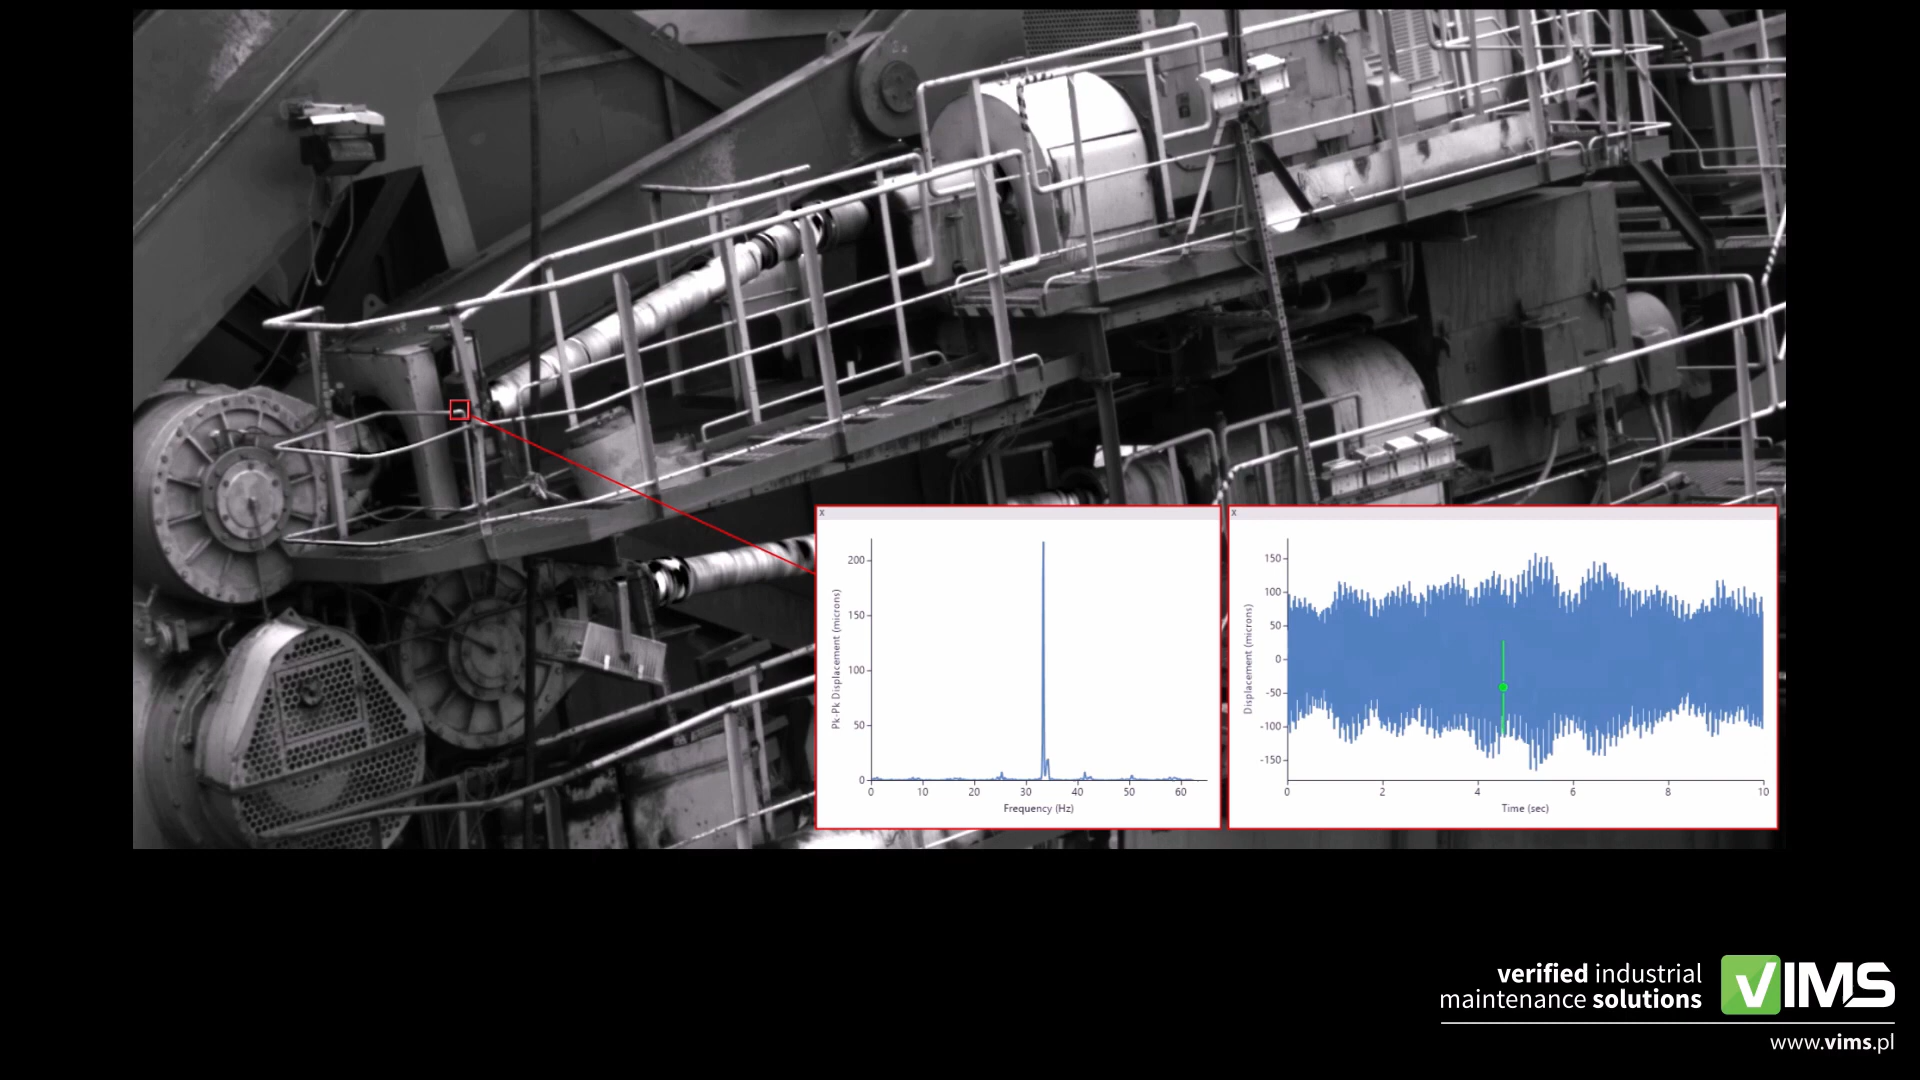 x
200
150
100
50
0
0 10 20 30 40 50 60
Pk-Pk Displacement (microns)
Frequency (Hz)
x
150
100
50
0
-50
-100
-150
0 2 4 6 8 10
Displacement (microns)
Time (sec)
verified industrial
maintenance solutions
VIMS
www.vims.pl